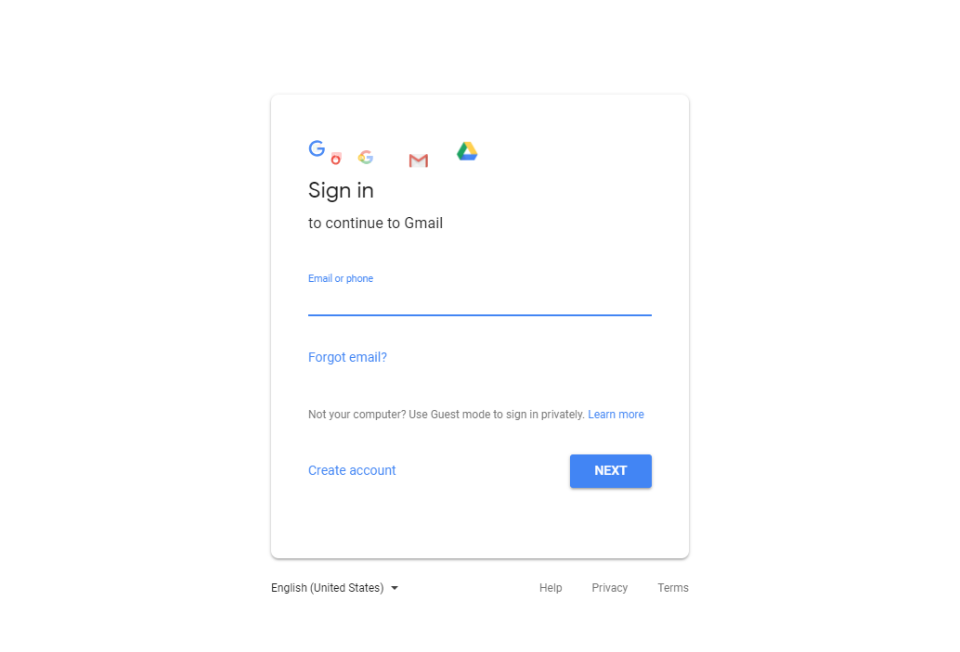 Sign in
to continue to Gmail
Email or phone
Forgot email?
Not your computer? Use Guest mode to sign in privately. Learn more
Create account
NEXT
English (United States)
Help
Privacy
Terms